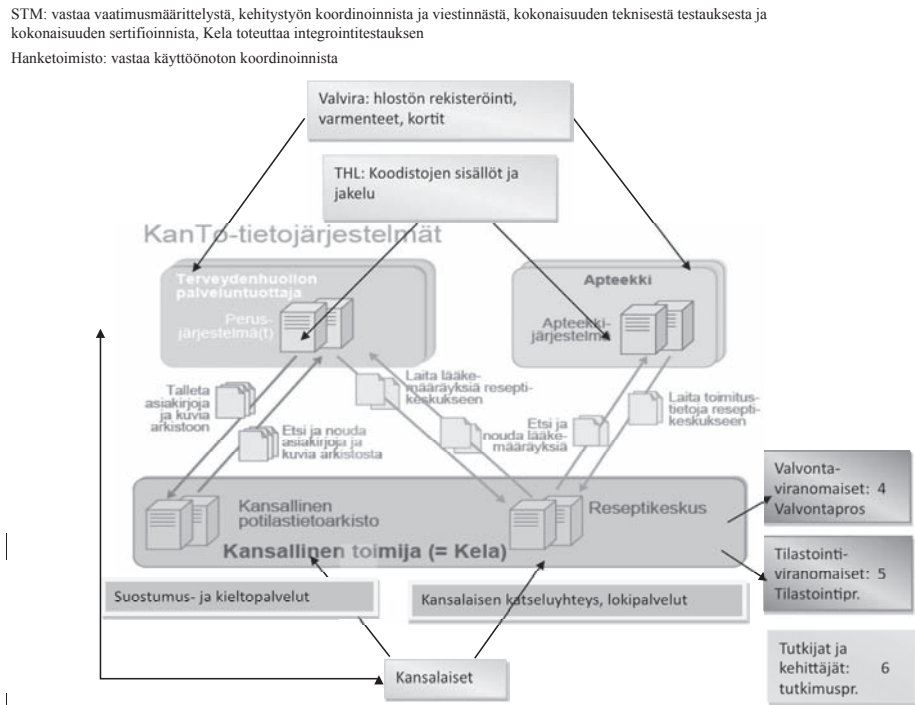 STM: vastaa vaatimusmäärittelystä, kehitystyön koordinoinnista ja viestinnästä, kokonaisuuden teknisestä testauksesta ja
kokonaisuuden sertifioinnista, Kela toteuttaa integrointitestauksen
Hanketoimisto: vastaa käyttöönoton koordinoinnista
Valvira: hlostön rekisteröinti,
varmenteet, kortit
THL: Koodistojen sisällöt ja
jakelu
KanTo-tietojärjestelmät
Terveydenhuollon
palveluntuottaja
Perus-
järjestelmä(t)
Apteekki
Apteekki-
järjestelmä
Talleta
asiakirjoja
ja kuvia
arkistoon
Etsi ja nouda
asiakirjoja ja
kuvia arkistosta
Laita lääke-
määräyksiä resepti-
keskukseen
Etsi ja
nouda lääke-
määräyksiä
Laita toimitus-
tietoja resepti-
keskukseen
Kansallinen
potilastietoarkisto
Reseptikeskus
Kansallinen toimija (= Kela)
Valvonta-
viranomaiset: 4
Valvontapros
Tilastointi-
viranomaiset: 5
Tilastointipr.
Suostumus- ja kieltopalvelut
Kansalaisen katseluyhteys, lokipalvelut
Kansalaiset
Tutkijat ja
kehittäjät: 6
tutkimuspr.